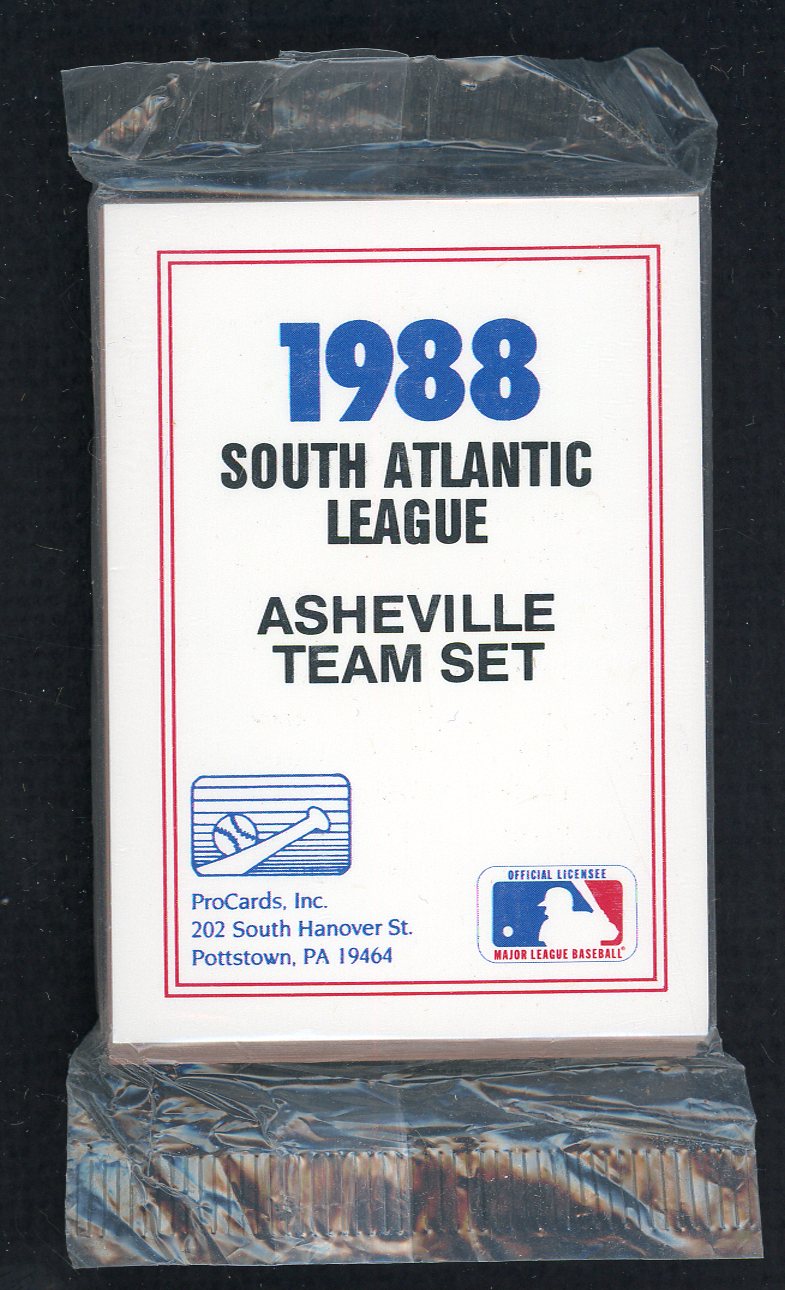 1988
SOUTH ATLANTIC
LEAGUE
ASHEVILLE
TEAM SET
ProCards, Inc.
202 South Hanover St.
Pottstown, PA 19464
OFFICIAL LICENSEE
MAJOR LEAGUE BASEBALL®